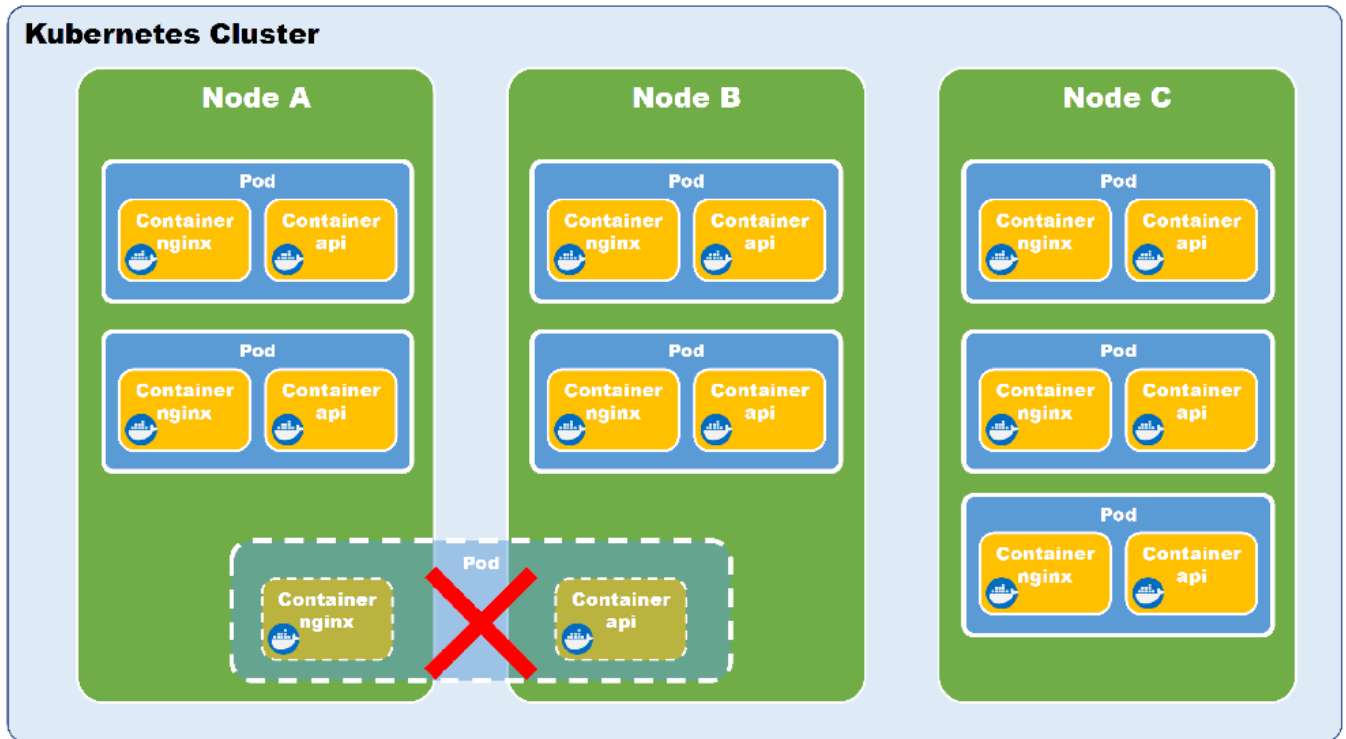 Kubernetes Cluster
Node A
Pod
Container
nginx
Container
api
Pod
Container
nginx
Container
api
Node B
Pod
Container
nginx
Container
api
Pod
Container
nginx
Container
api
Pod
Container
nginx
Container
api
Node C
Pod
Container
nginx
Container
api
Pod
Container
nginx
Container
api
Pod
Container
nginx
Container
api